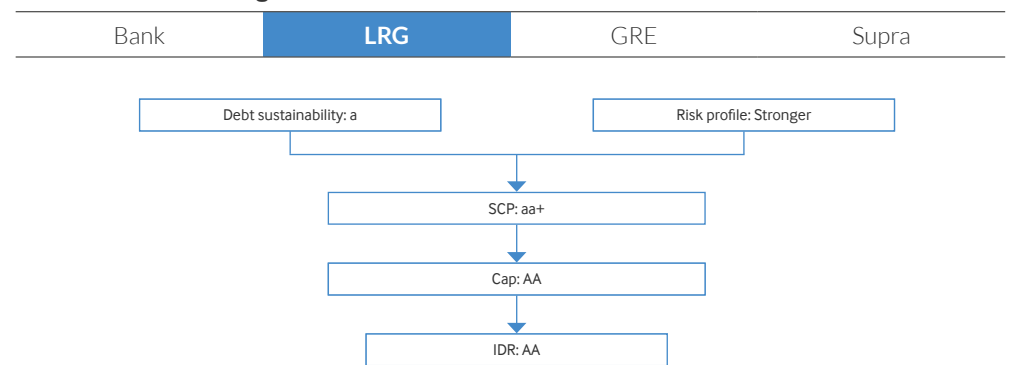 Bank LRG GRE Supra
Debt sustainability: a
Risk profile: Stronger
SCP: aa+
Cap: AA
IDR: AA